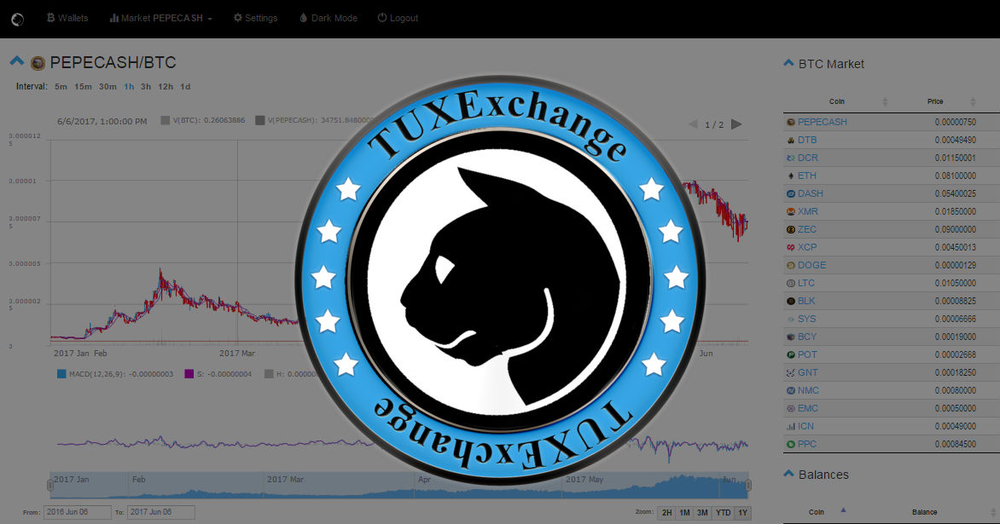 Wallets
Market PEPECASH
Settings
Dark Mode
Logout
PEPECASH/BTC
Interval: 5m 15m 30m 1h 3h 12h 1d
6/6/2017, 1:00:00 PM V(BTC): 0.26063886 V(PEPECASH): 34751.84800
1 / 2
0.000012
5
0.00001
0.000007
5
0.000005
0.000002
5
0
2017 Jan Feb 2017 Mar Jun
MACD(12,26,9): -0.00000003 S: -0.00000004 H: 0.00000
2017 Jan Feb 2017 Mar Apr 2017 May Jun
From: 2016 Jun 06 To: 2017 Jun 06
Zoom: 2H 1M 3M YTD 1Y
TUXExchange
TUXExchange
BTC Market
Coin Price
PEPECASH 0.00000750
DTB 0.00049490
DCR 0.01150001
ETH 0.08100000
DASH 0.05400025
XMR 0.01850000
ZEC 0.09000000
XCP 0.00450013
DOGE 0.00000129
LTC 0.01050000
BLK 0.00008825
SYS 0.00006666
BCY 0.00019000
POT 0.00002668
GNT 0.00018250
NMC 0.00080000
EMC 0.00050000
ICN 0.00049000
PPC 0.00084500
Balances
Coin Balance